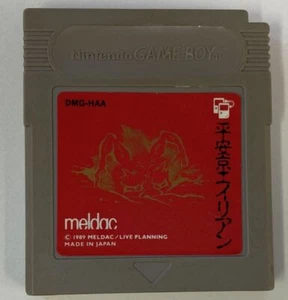 Nintendo GAME BOY
DMG-HAA
平安京エイリアン
meldac
© 1989 MELDAC/LIVE PLANNING
MADE IN JAPAN